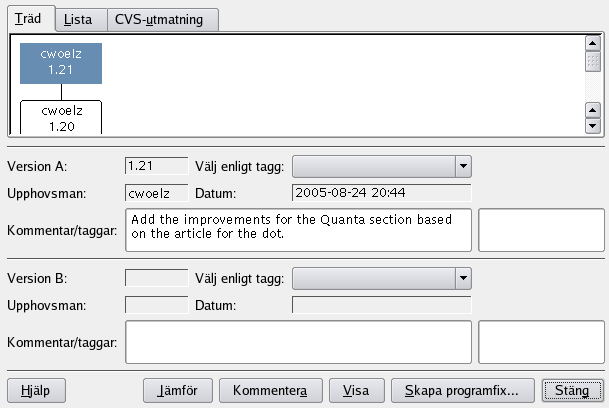 Träd Lista CVS-utmatning
cwoelz
1.21
cwoelz
1.20
Version A: 1.21 Välj enligt tagg:
Upphovsman: cwoelz Datum: 2005-08-24 20:44
Kommentar/taggar: Add the improvements for the Quanta section based
on the article for the dot.
Version B: Välj enligt tagg:
Upphovsman: Datum:
Kommentar/taggar:
Hjälp Jämför Kommentera Visa Skapa programfix... Stäng